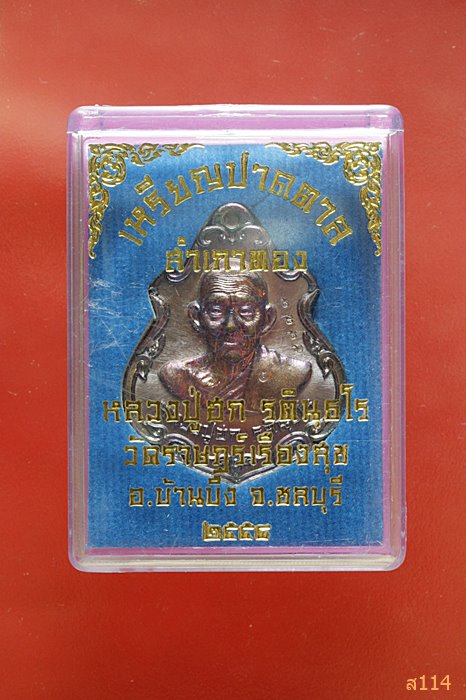 เหรียญปาดตาล
สำเภาทอง
หลวงปู่ฮก รตินฺธโร
วัดราษฎร์เรืองสุข
อ.บ้านบึง จ.ชลบุรี
๒๕๕๘
ส114